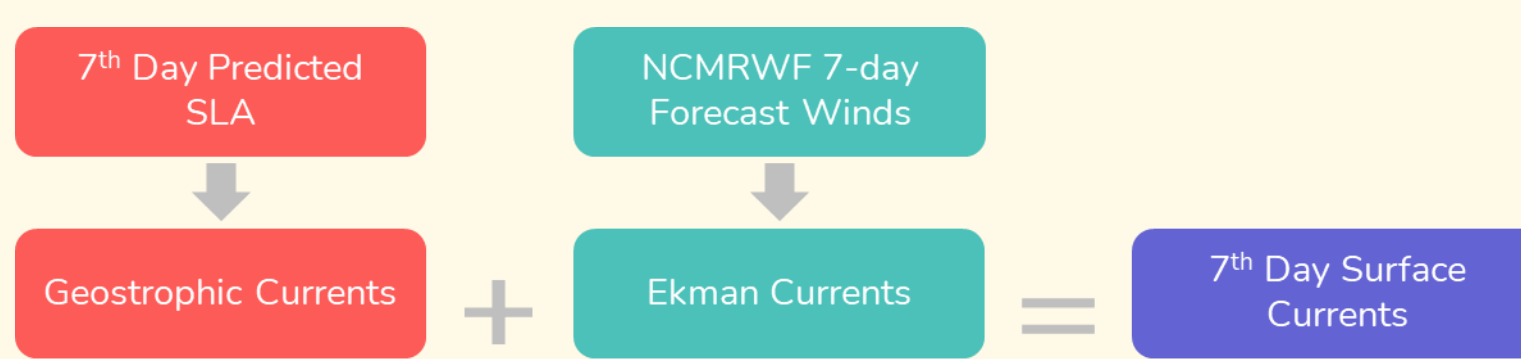 7th Day Predicted
SLA
NCMRWF 7-day
Forecast Winds
Geostrophic Currents
+
Ekman Currents
=
7th Day Surface
Currents